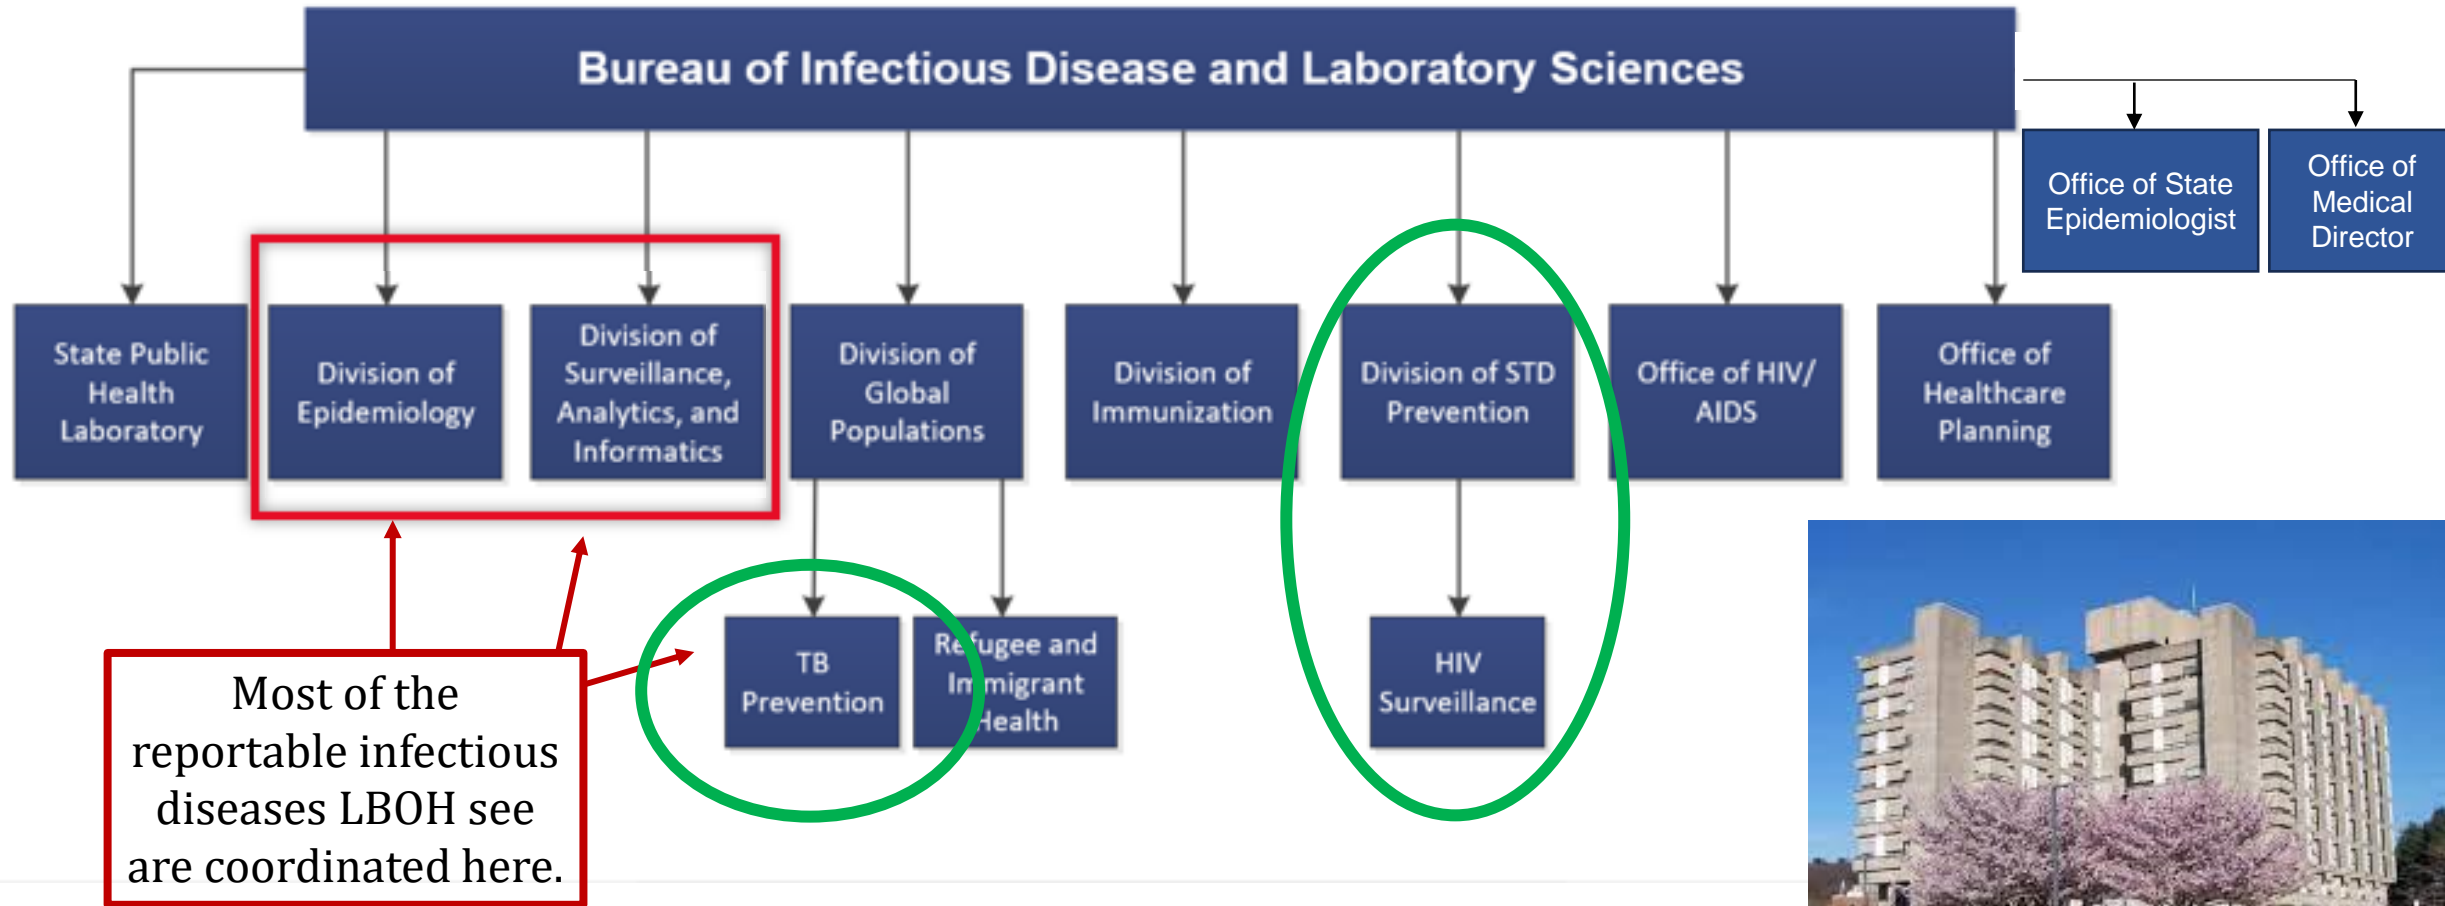 Bureau of Infectious Disease and Laboratory Sciences
Office of State
Epidemiologist
Office of
Medical
Director
State Public
Health
Laboratory
Division of
Epidemiology
Division of
Surveillance,
Analytics, and
Informatics
Division of
Global
Populations
Division of
Immunization
Division of STD
Prevention
Office of HIV/
AIDS
Office of
Healthcare
Planning
TB
Prevention
Refugee and
Immigrant
Health
HIV
Surveillance
Most of the
reportable infectious
diseases LBOH see
are coordinated here.